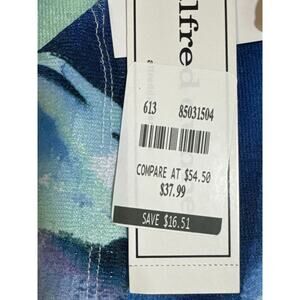 lfred
613 85031504
COMPARE AT $54.50
$37.99
SAVE $16.51